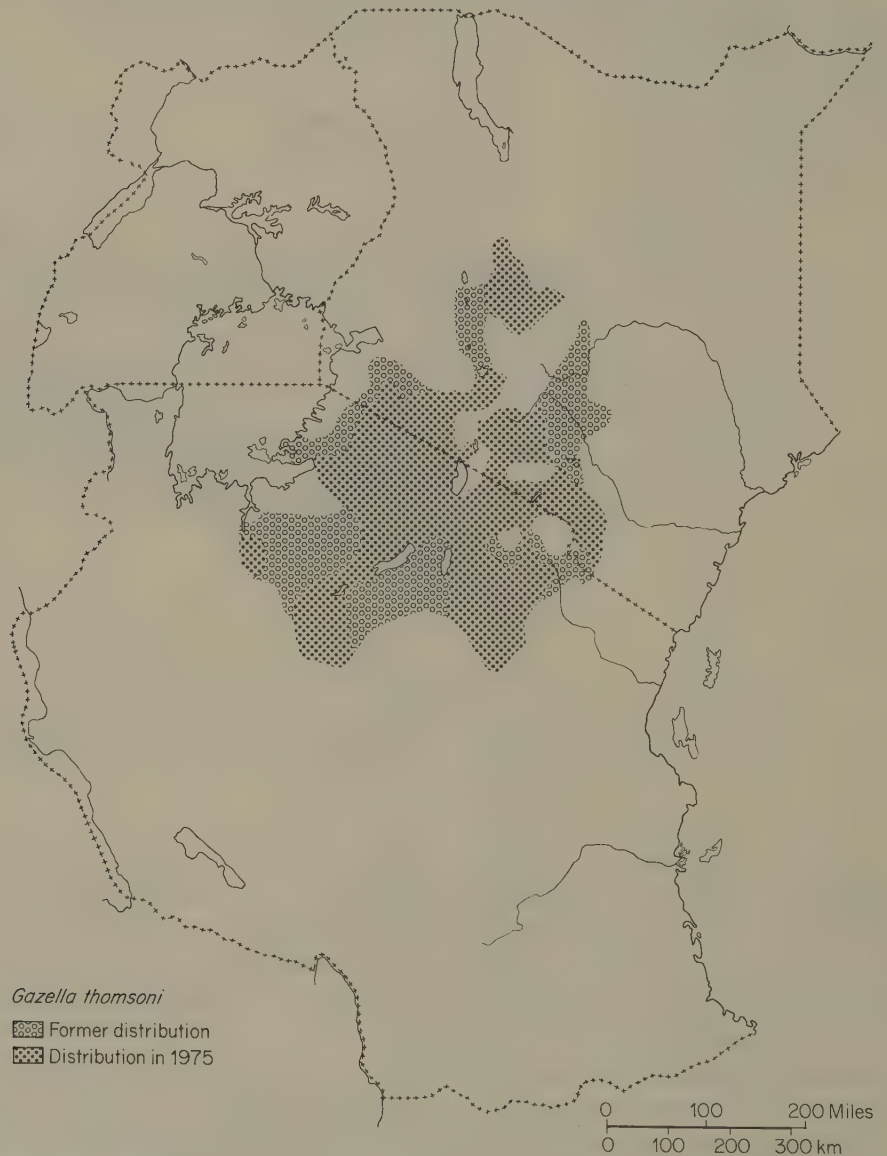 Gazella thomsoni
Former distribution
Distribution in 1975
0 100 200 Miles
0 100 200 300 km